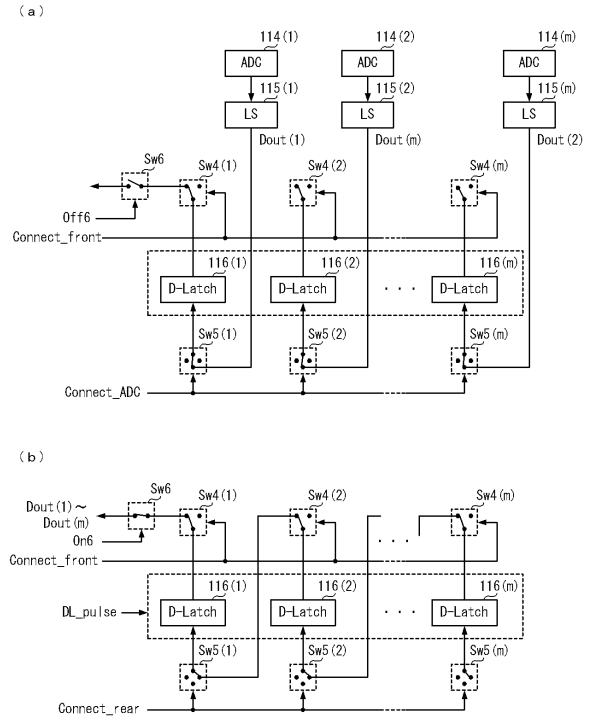 (a)
114(1) 114(2) 114(m)
ADC ADC ADC
115(1) 115(2) 115(m)
LS LS LS
Dout(1) Dout(m) Dout(2)
Sw6 Sw4(1) Sw4(2) Sw4(m)
Off6
Connect_front
116(1) 116(2) 116(m)
D-Latch D-Latch · · · D-Latch
Sw5(1) Sw5(2) Sw5(m)
Connect_ADC
(b)
Sw6 Sw4(1) Sw4(2) Sw4(m)
Dout(1)~
Dout(m)
· · ·
On6
Connect_front
116(1) 116(2) 116(m)
DL_pulse D-Latch D-Latch · · · D-Latch
Sw5(1) Sw5(2) Sw5(m)
Connect_rear